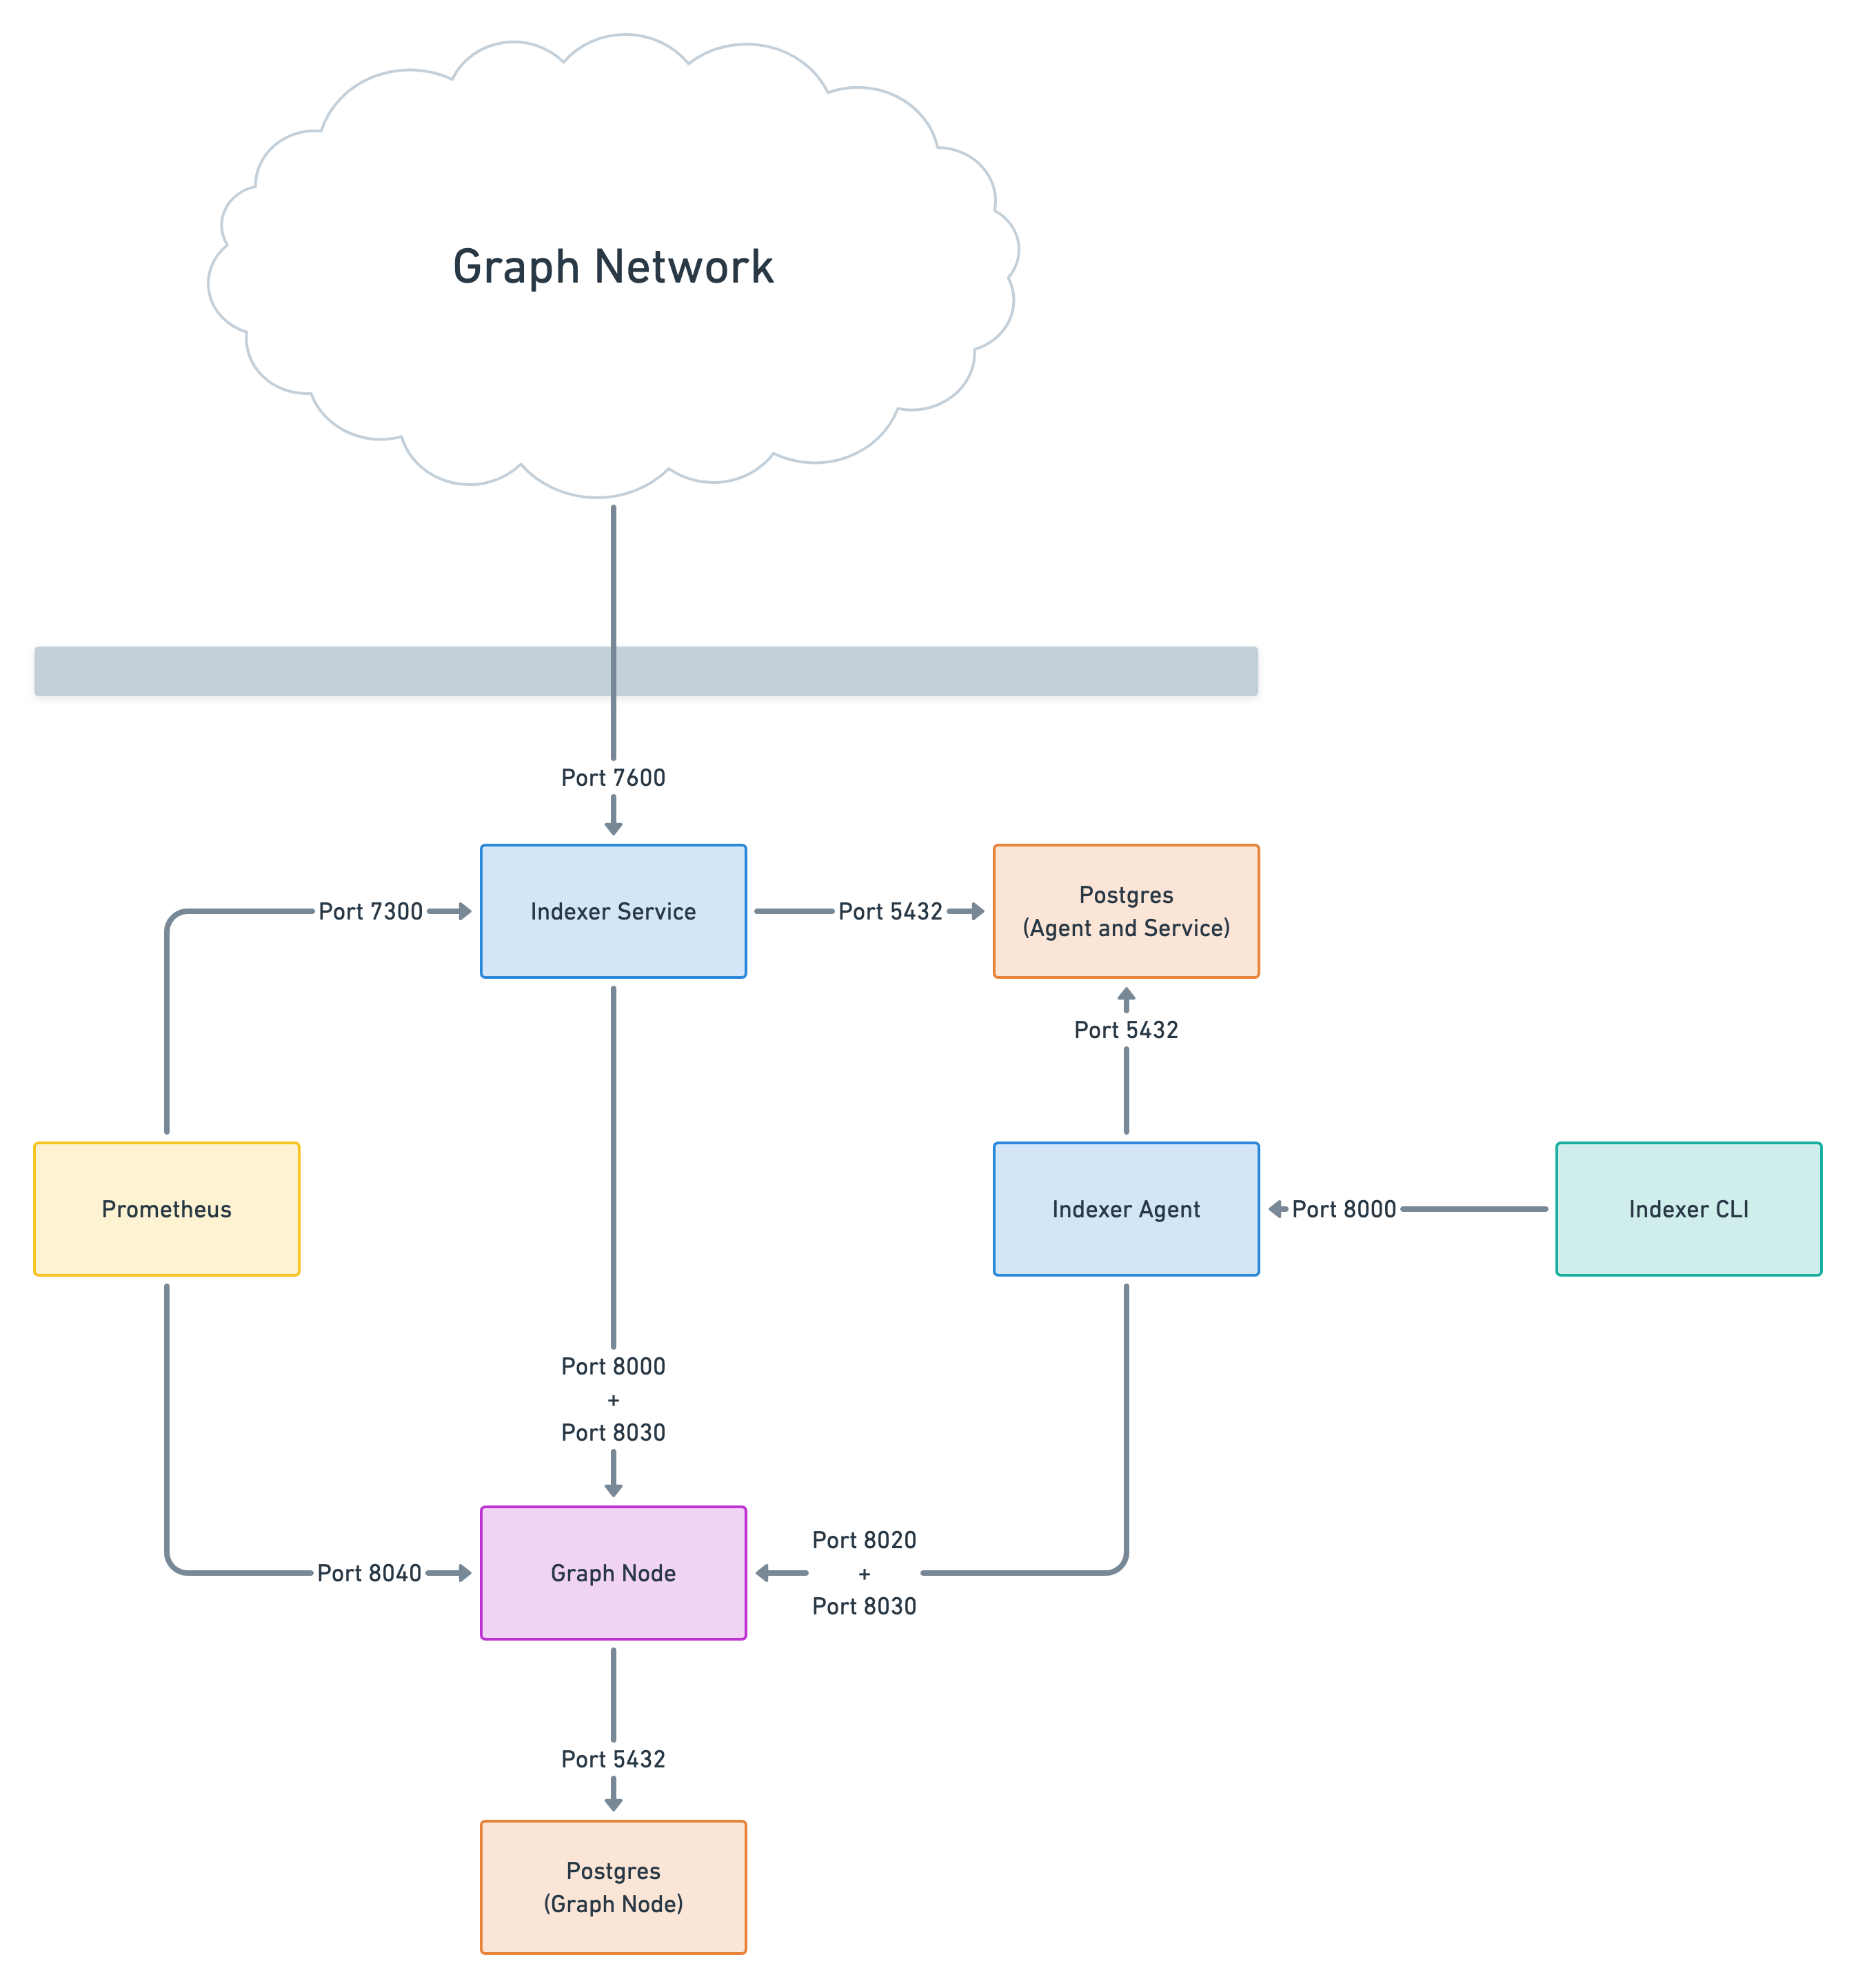 Graph Network
Port 7600
Port 7300
Indexer Service
Port 5432
Postgres
(Agent and Service)
Port 5432
Prometheus
Indexer Agent
Port 8000
Indexer CLI
Port 8000
+
Port 8030
Port 8040
Graph Node
Port 8020
+
Port 8030
Port 5432
Postgres
(Graph Node)